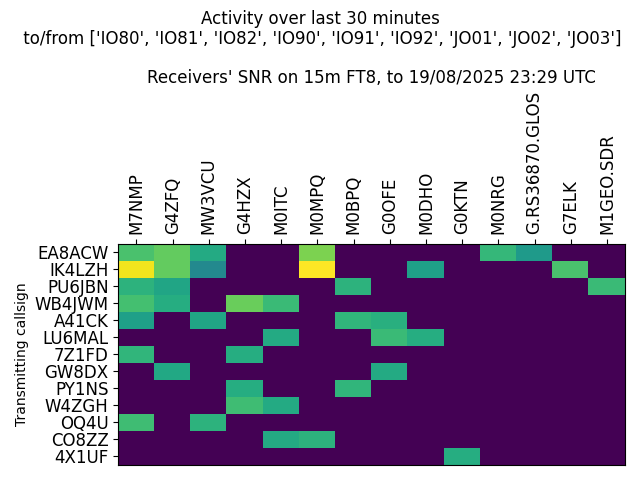 Activity over last 30 minutes
to/from ['IO80', 'IO81', 'IO82', 'IO90', 'IO91', 'IO92', 'JO01', 'JO02', 'JO03']
Receivers' SNR on 15m FT8, to 19/08/2025 23:29 UTC
M7NMP
G4ZFQ
MW3VCU
G4HZX
M0ITC
M0MPQ
M0BPQ
G0OFE
M0DHO
G0KTN
M0NRG
G.RS36870.GLOS
G7ELK
M1GEO.SDR
Transmitting callsign
EA8ACW
IK4LZH
PU6JBN
WB4JWM
A41CK
LU6MAL
7Z1FD
GW8DX
PY1NS
W4ZGH
OQ4U
CO8ZZ
4X1UF